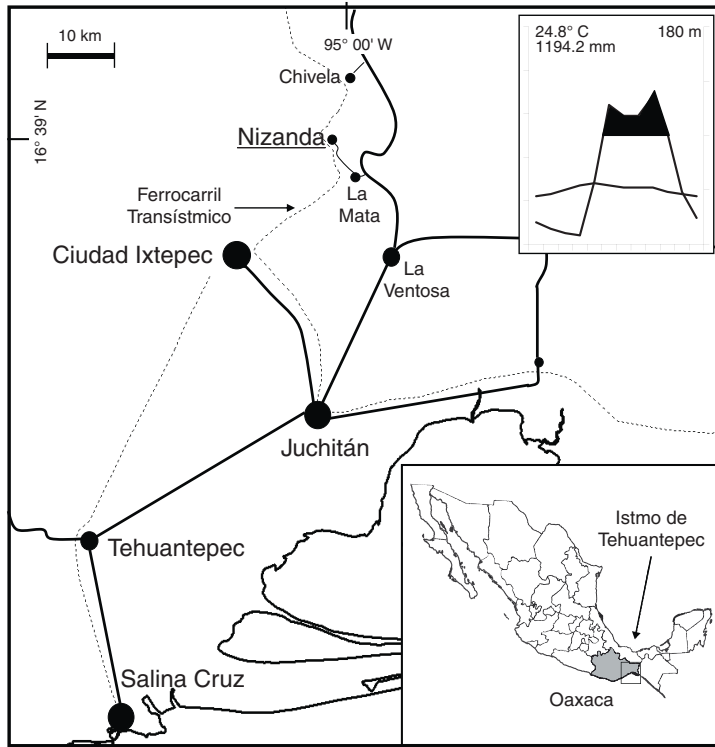 10 km
95° 00' W
24.8° C
180 m
1194.2 mm
Chivela
16° 39' N
Nizanda
La
Mata
Ferrocarril
Transístmico
Ciudad Ixtepec
La
Ventosa
Juchitán
Istmo de
Tehuantepec
Tehuantepec
Salina Cruz
Oaxaca